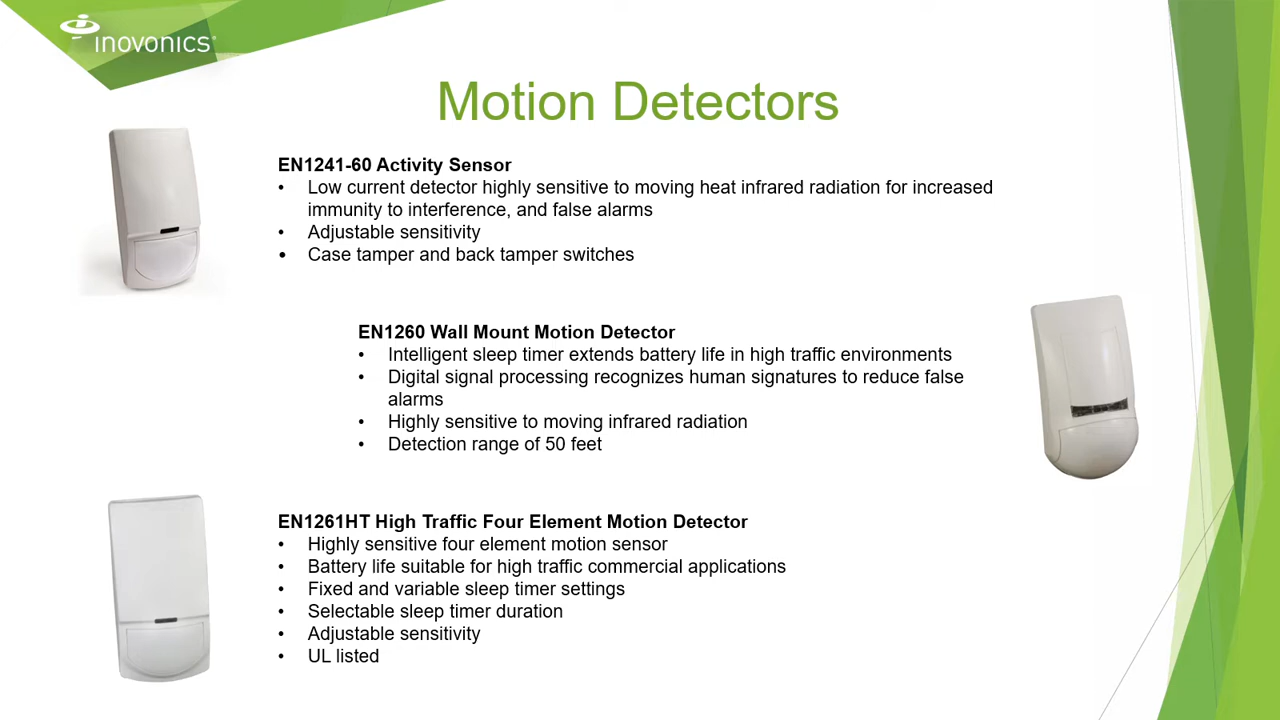 inovonics
Motion Detectors
EN1241-60 Activity Sensor
• Low current detector highly sensitive to moving heat infrared radiation for increased
immunity to interference, and false alarms
• Adjustable sensitivity
• Case tamper and back tamper switches
EN1260 Wall Mount Motion Detector
• Intelligent sleep timer extends battery life in high traffic environments
• Digital signal processing recognizes human signatures to reduce false
alarms
• Highly sensitive to moving infrared radiation
• Detection range of 50 feet
EN1261HT High Traffic Four Element Motion Detector
• Highly sensitive four element motion sensor
• Battery life suitable for high traffic commercial applications
• Fixed and variable sleep timer settings
• Selectable sleep timer duration
• Adjustable sensitivity
• UL listed